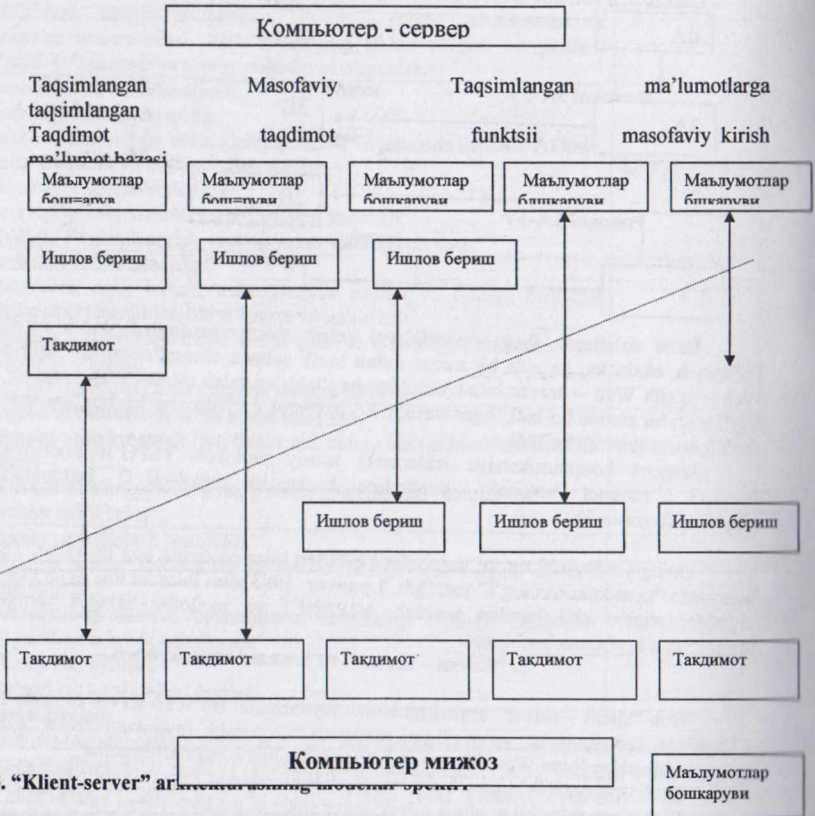 Компьютер - сервер
Taqsimlangan Masofaviy Taqsimlangan ma’lumotlarga
taqsimlangan
Taqdimot taqdimot funktsii masofaviy kirish
ma’lumot bazasi
Маълумотлар Маълумотлар Маълумотлар Маълумотлар Маълумотлар
бошкаруви бшшкаруви бшшкаруви
Ишлов бериш Ишлов бериш Ишлов бериш
Такдимот
Ишлов бериш Ишлов бериш Ишлов бериш
Такдимот Такдимот Такдимот Такдимот Такдимот
Компьютер мижоз
“Klient-server”
Маълумотлар
бошкаруви